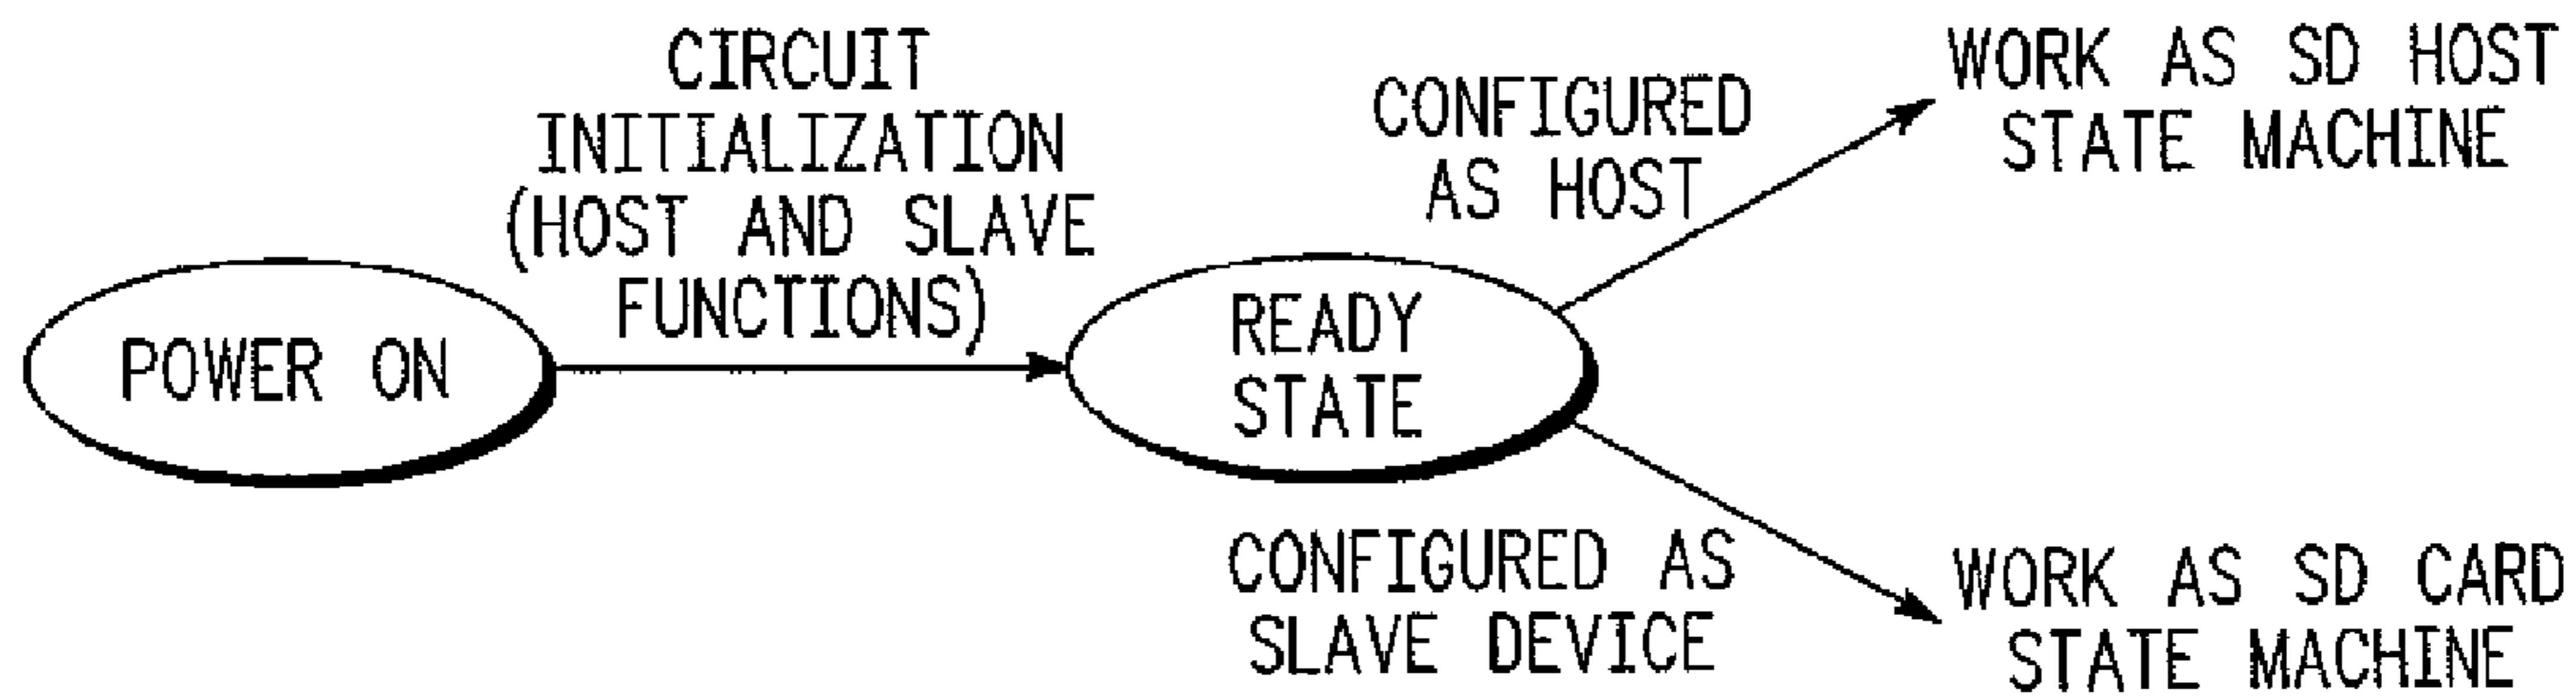 CIRCUIT
INITIALIZATION
(HOST AND SLAVE
FUNCTIONS)
POWER ON
READY
STATE
CONFIGURED
AS HOST
WORK AS SD HOST
STATE MACHINE
CONFIGURED AS
SLAVE DEVICE
WORK AS SD CARD
STATE MACHINE